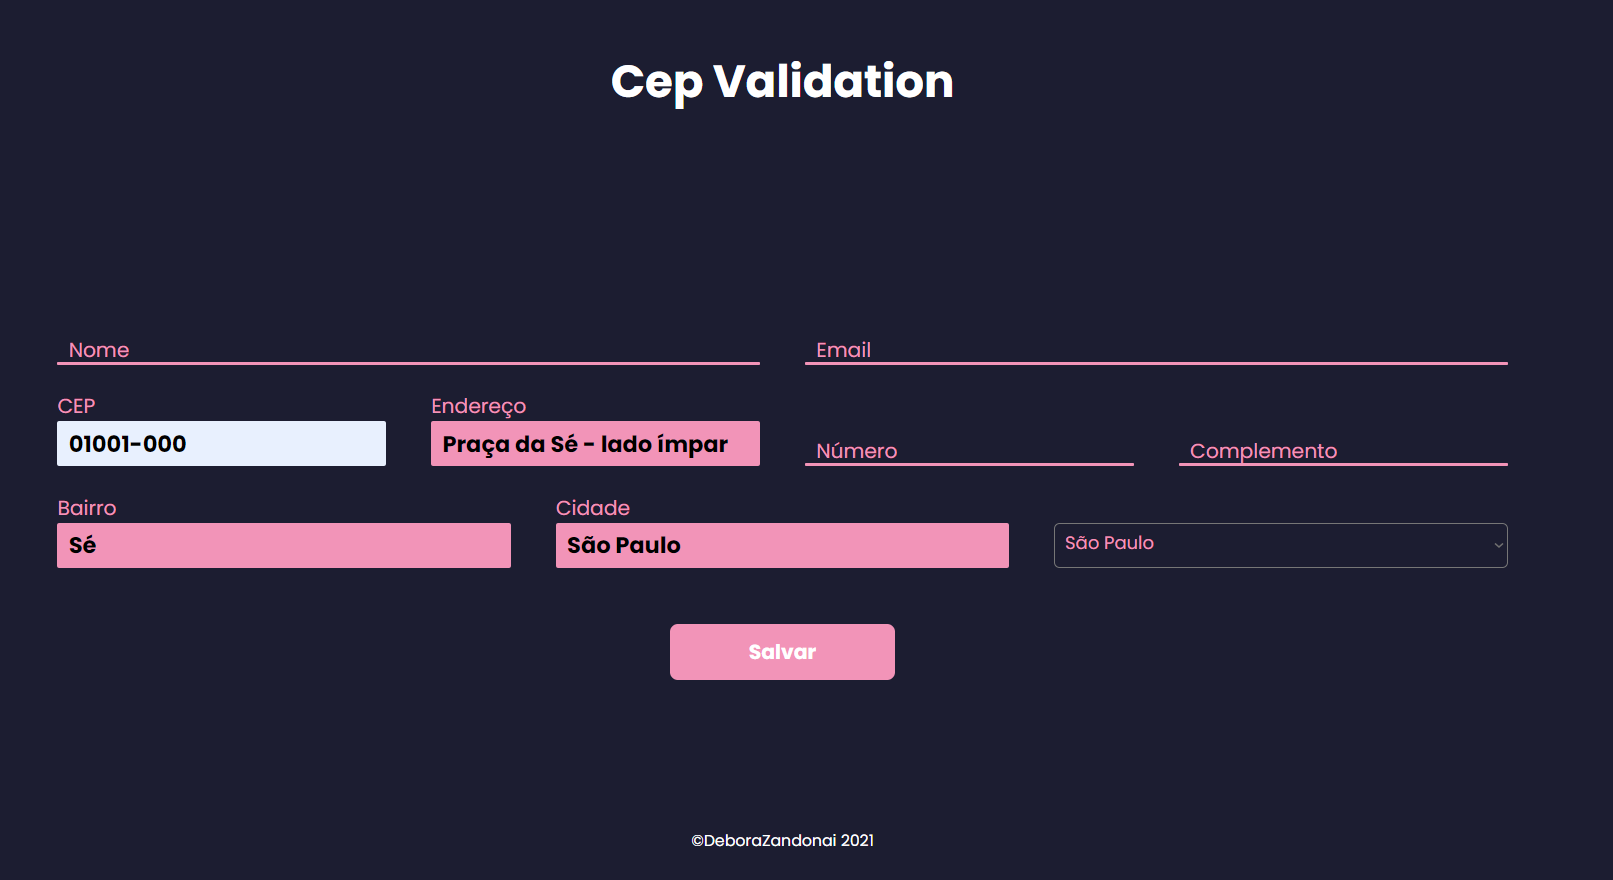 Cep Validation
Nome
Email
CEP
Endereço
01001-000
Praça da Sé - lado ímpar
Número
Complemento
Bairro
Cidade
Sé
São Paulo
São Paulo
Salvar
©DeboraZandonai 2021